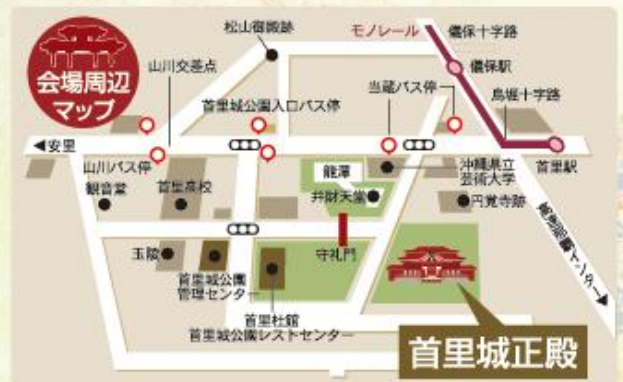 会場周辺
マップ
松山御殿跡
モノレール
儀保十字路
儀保駅
山川交差点
首里城公園入口バス停
当蔵バス停
鳥堀十字路
◀安里
山川バス停
観音堂
首里高校
龍潭
弁財天堂
沖縄県立
芸術大学
首里駅
円覚寺跡
玉陵
首里城公園
管理センター
守礼門
首里杜館
首里城公園レストセンター
首里城正殿